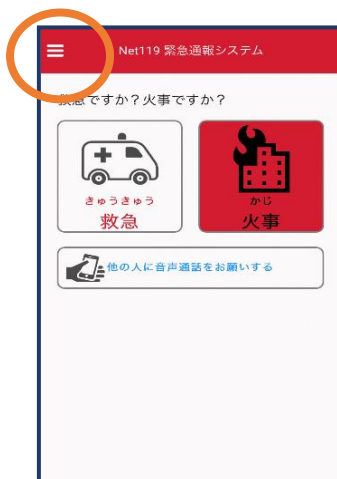 Net119 緊急通報システム
救急ですか？火事ですか？
きゅうきゅう
救急
かじ
火事
他の人に音声通話をお願いする